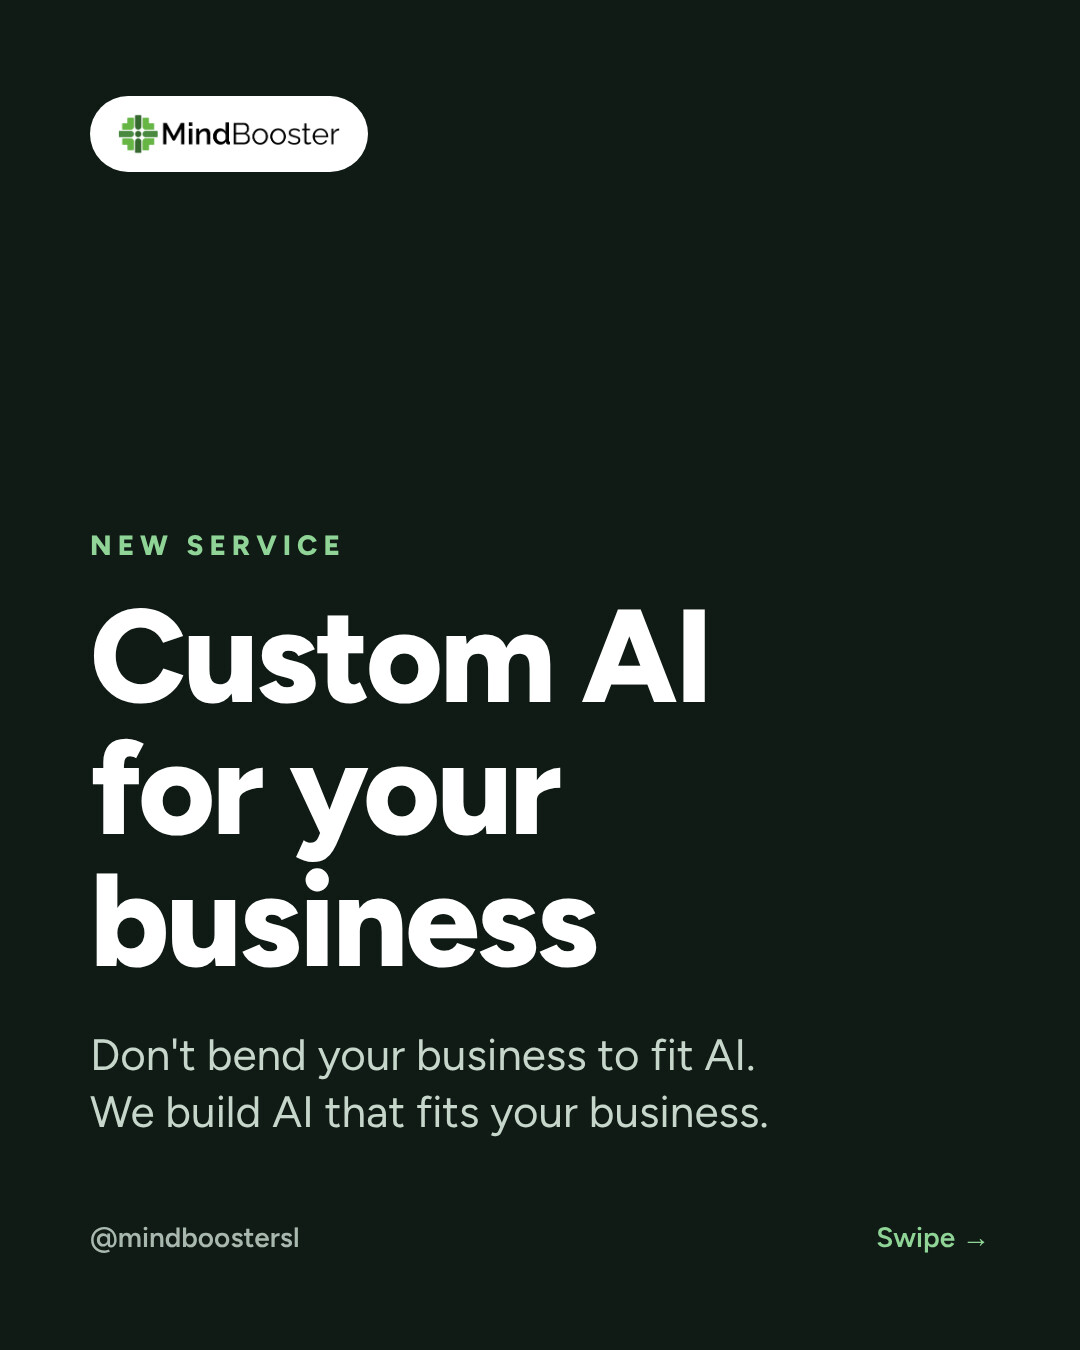 MindBooster
NEW SERVICE
Custom AI
for your
business
Don't bend your business to fit AI.
We build AI that fits your business.
@mindboostersl
Swipe →